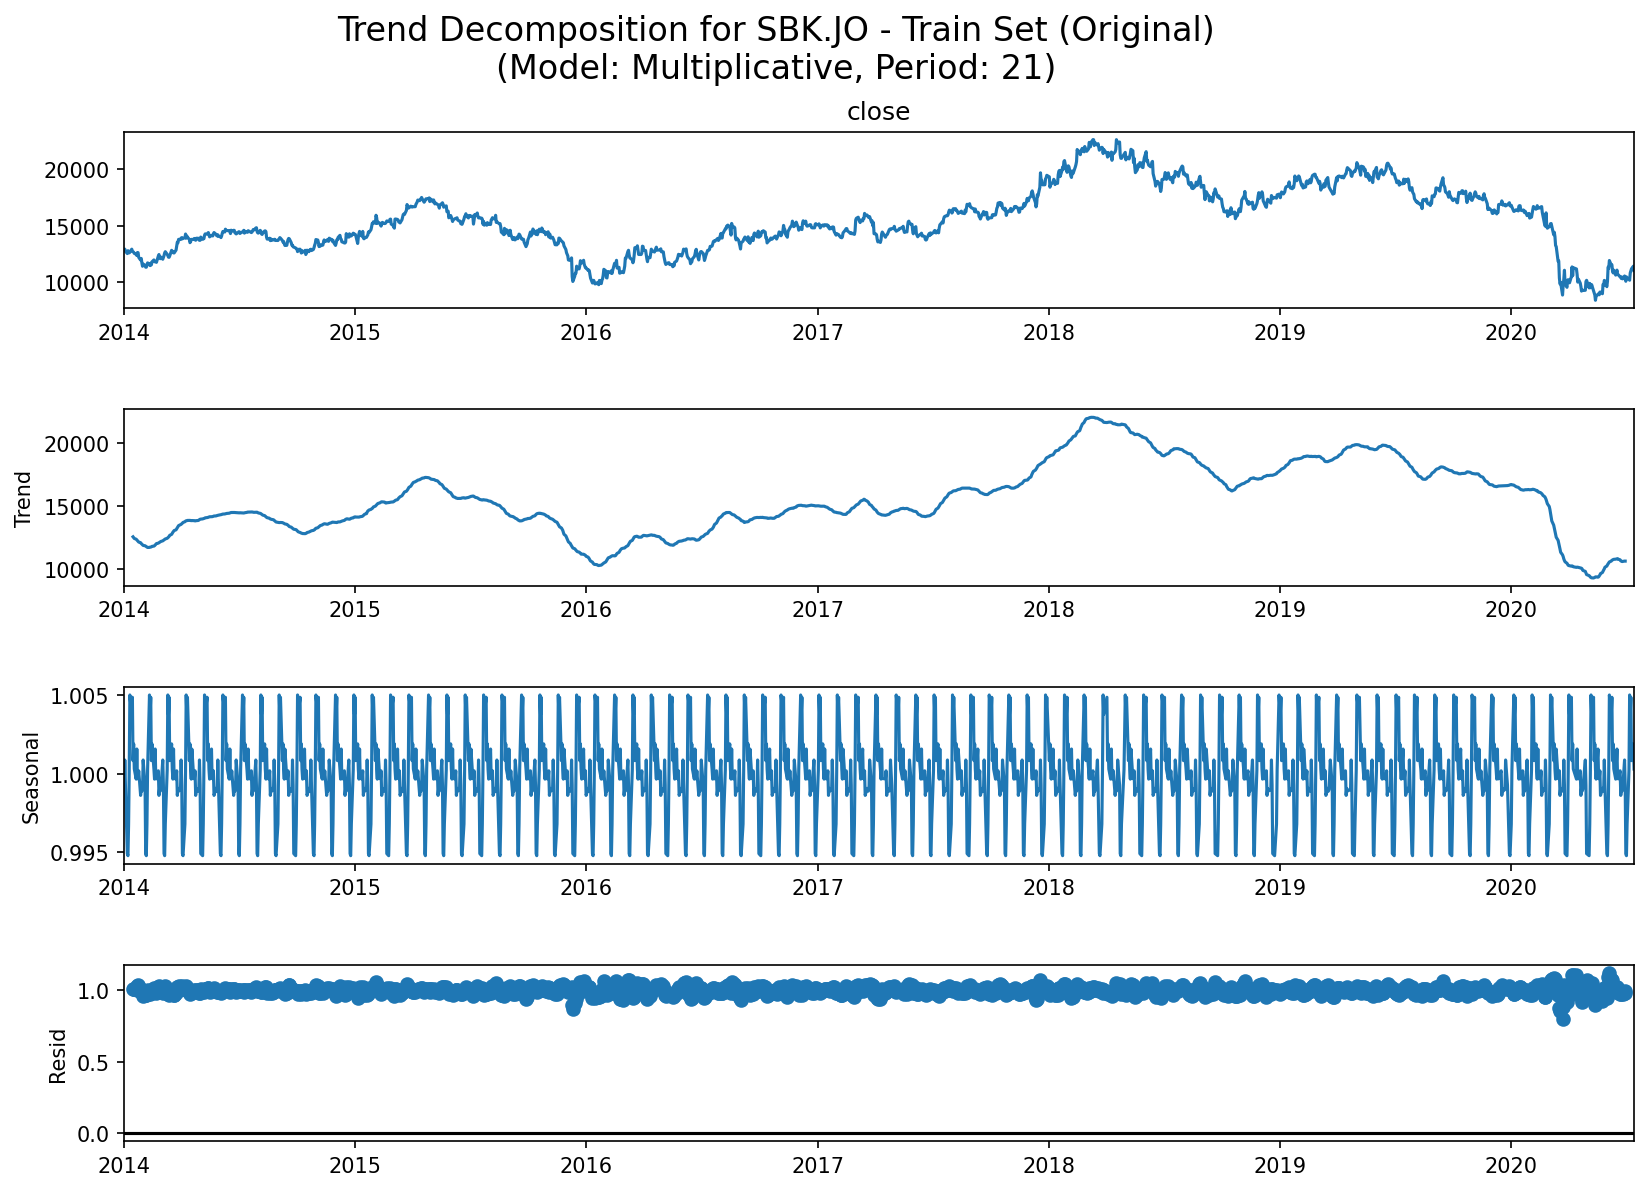 Trend Decomposition for SBK.JO - Train Set (Original)
(Model: Multiplicative, Period: 21)
close
20000
15000
10000
2014 2015 2016 2017 2018 2019 2020
Trend
20000
15000
10000
2014 2015 2016 2017 2018 2019 2020
Seasonal
1.005
1.000
0.995
2014 2015 2016 2017 2018 2019 2020
Resid
1.0
0.5
0.0
2014 2015 2016 2017 2018 2019 2020